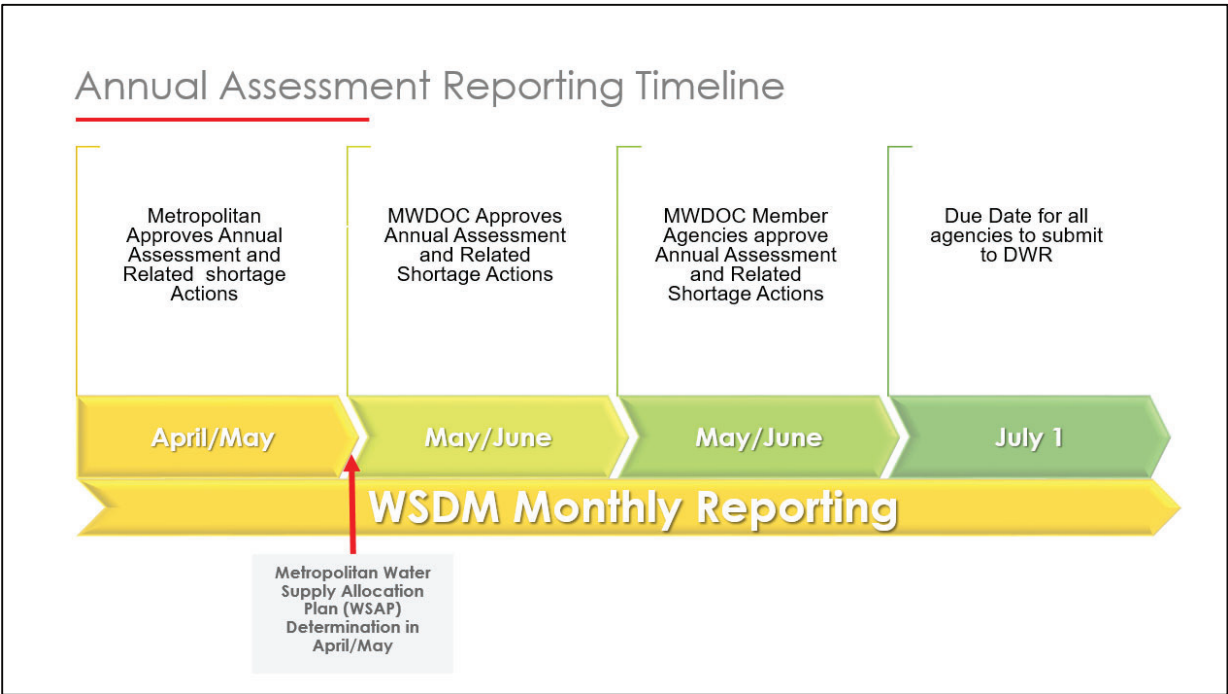 Annual Assessment Reporting Timeline
Metropolitan
Approves Annual
Assessment and
Related shortage
Actions
MWDOC Approves
Annual Assessment
and Related
Shortage Actions
MWDOC Member
Agencies approve
Annual Assessment
and Related
Shortage Actions
Due Date for all
agencies to submit
to DWR
April/May
May/June
May/June
July 1
WSDM Monthly Reporting
Metropolitan Water
Supply Allocation
Plan (WSAP)
Determination in
April/May